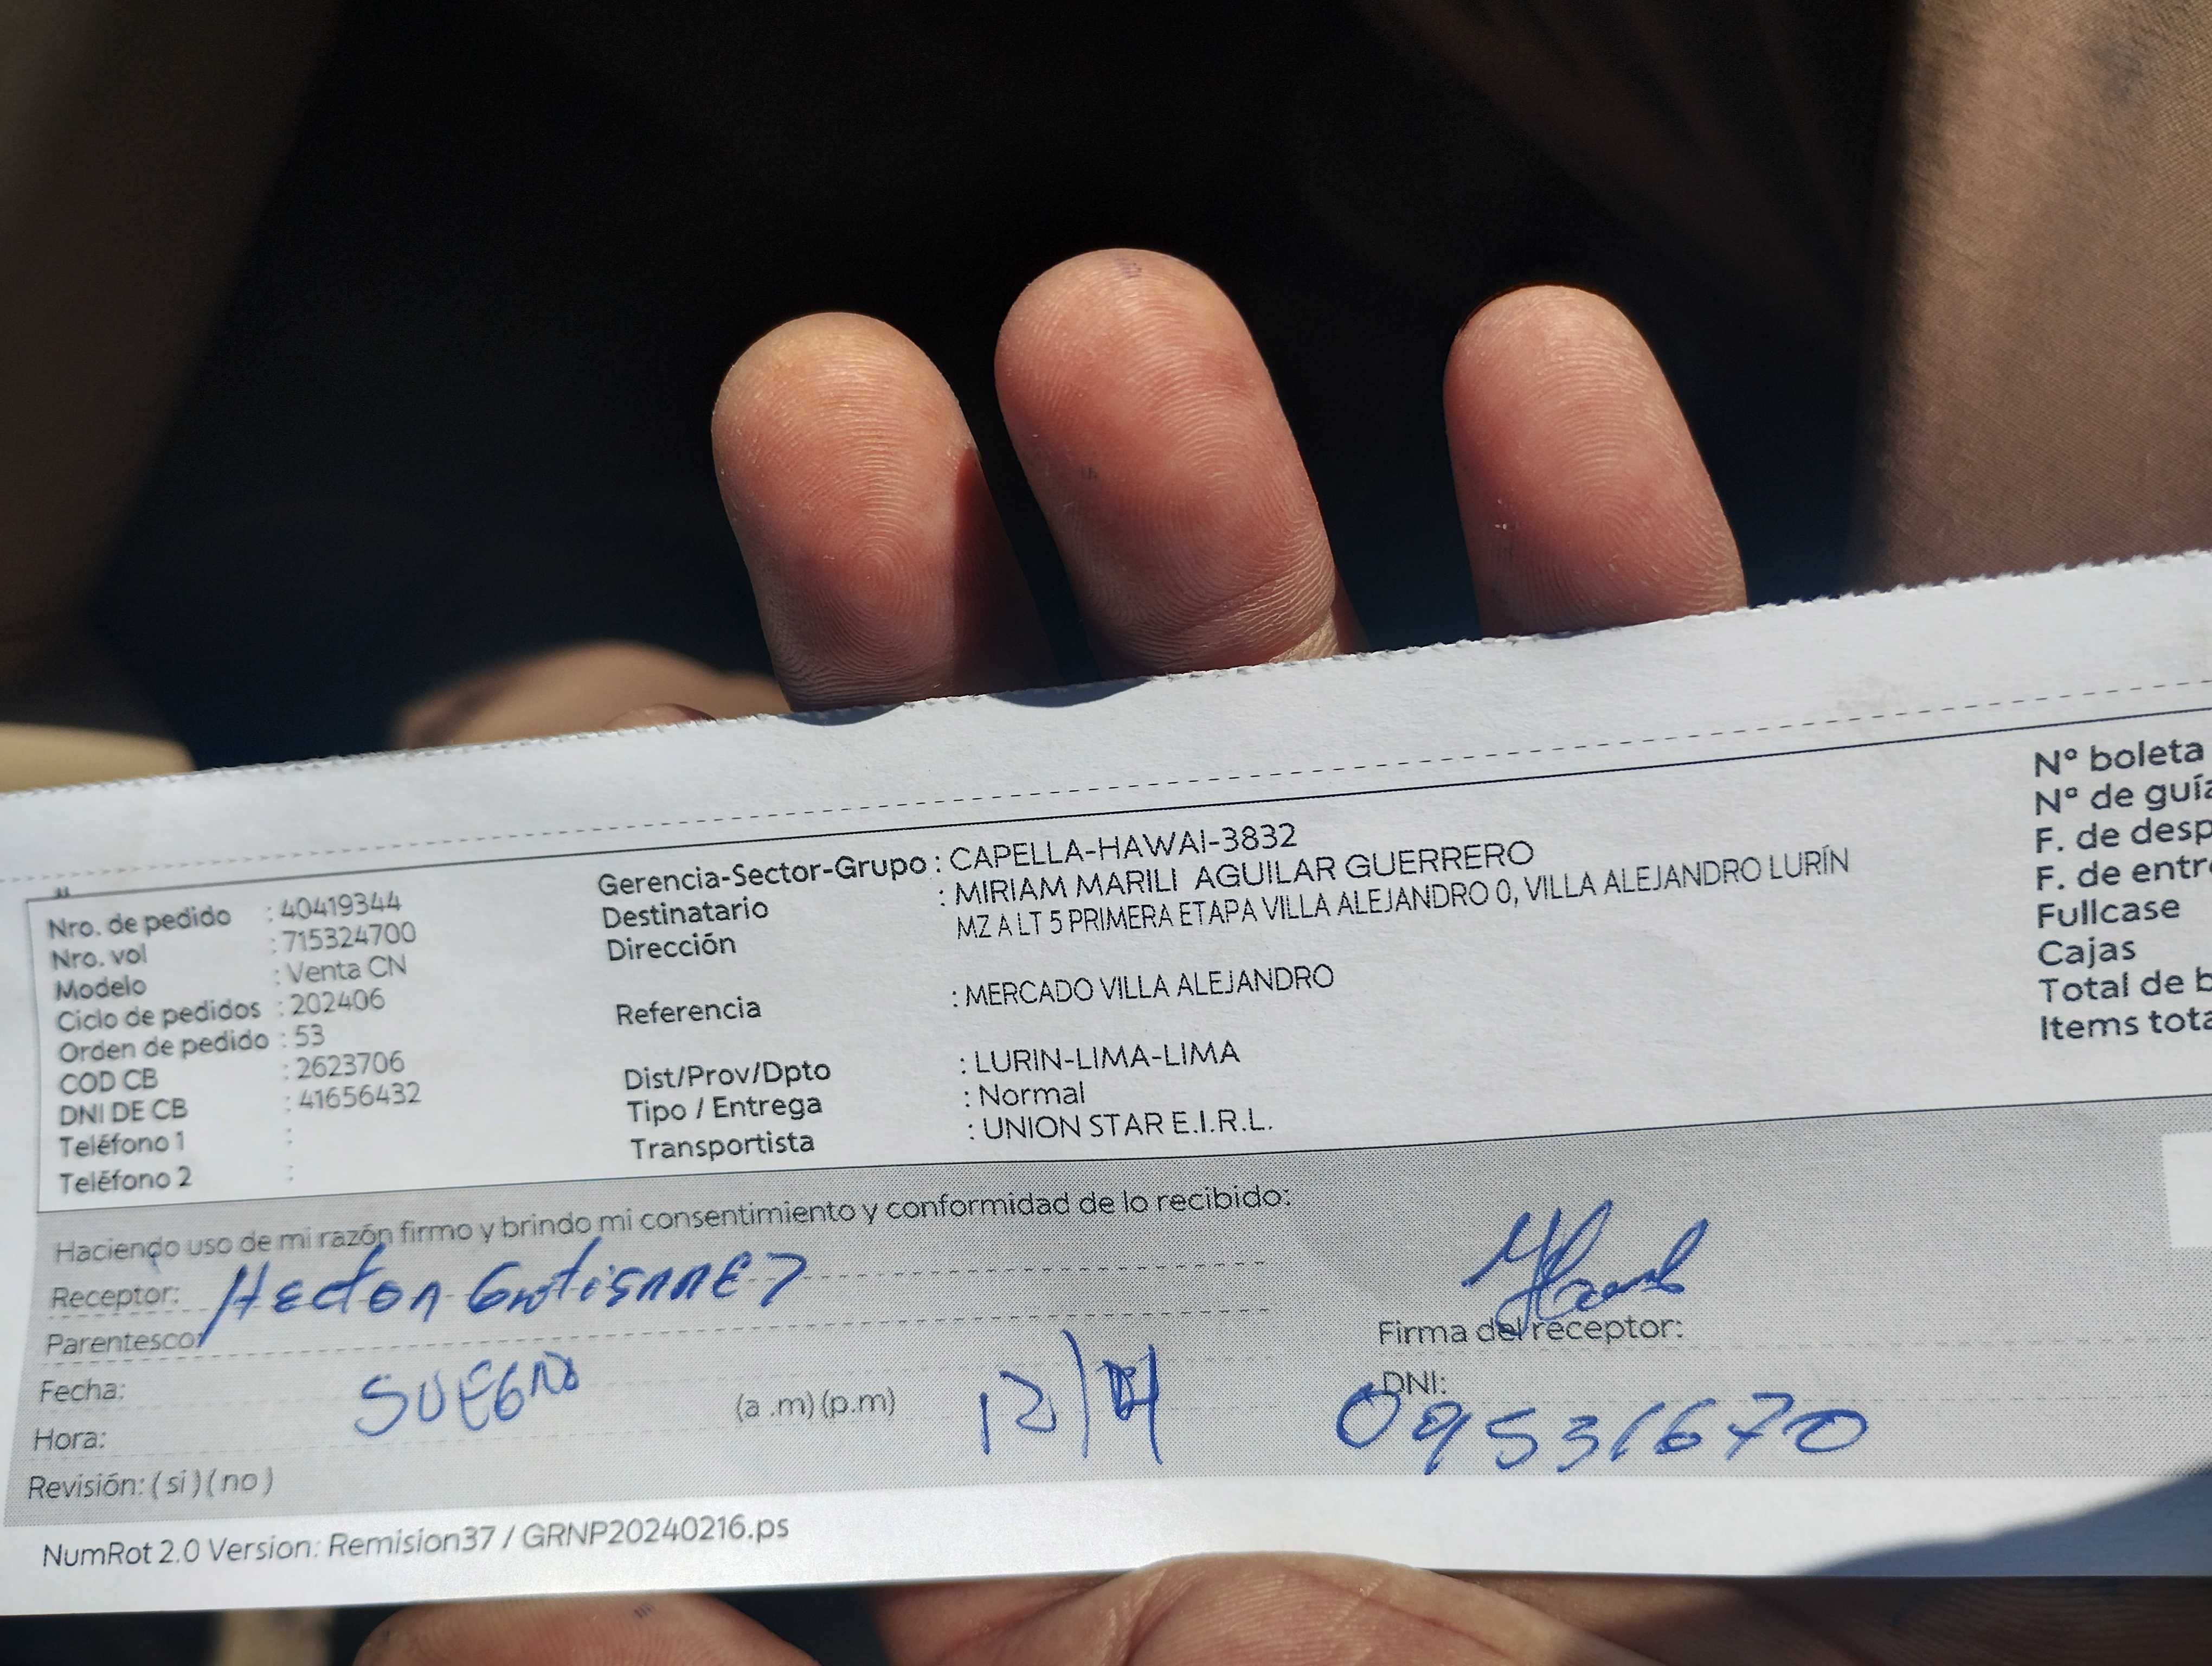 Nro. de pedido : 40419344
Nro. vol : 715324700
Modelo : Venta CN
Ciclo de pedidos : 202406
Orden de pedido : 53
COD CB : 2623706
DNI DE CB : 41656432
Teléfono 1 :
Teléfono 2 :
Gerencia-Sector-Grupo : CAPELLA-HAWAI-3832
Destinatario : MIRIAM MARILI AGUILAR GUERRERO
Dirección MZ A LT 5 PRIMERA ETAPA VILLA ALEJANDRO 0, VILLA ALEJANDRO LURÍN
Referencia : MERCADO VILLA ALEJANDRO
Dist/Prov/Dpto : LURIN-LIMA-LIMA
Tipo / Entrega : Normal
Transportista : UNION STAR E.I.R.L.
N° boleta
N° de guía
F. de desp
F. de entre
Fullcase
Cajas
Total de b
Items tota
Haciendo uso de mi razón firmo y brindo mi consentimiento y conformidad de lo recibido:
Receptor: Hector Gutierrez
Parentesco: SUEGRO
Fecha:
Hora: (a .m) (p.m) 12/
Revisión: ( si ) ( no )
Firma del receptor:
DNI: 09531670
NumRot 2.0 Version: Remision37 / GRNP20240216.ps